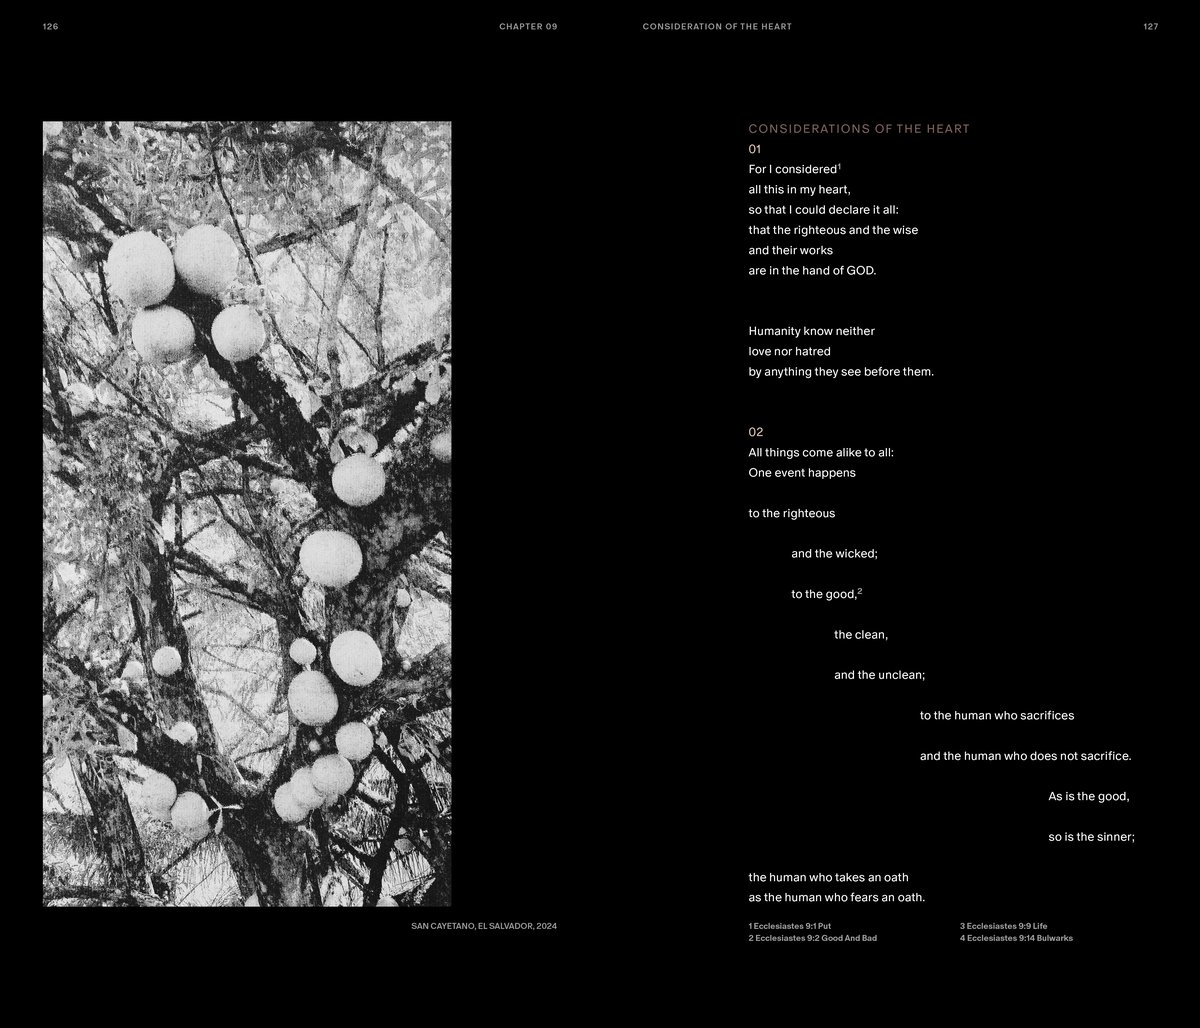 126
CHAPTER 09
CONSIDERATION OF THE HEART
127
SAN CAYETANO, EL SALVADOR, 2024
CONSIDERATIONS OF THE HEART
01
For I considered¹
all this in my heart,
so that I could declare it all:
that the righteous and the wise
and their works
are in the hand of GOD.
Humanity know neither
love nor hatred
by anything they see before them.
02
All things come alike to all:
One event happens
to the righteous
and the wicked;
to the good,²
the clean,
and the unclean;
to the human who sacrifices
and the human who does not sacrifice.
As is the good,
so is the sinner;
the human who takes an oath
as the human who fears an oath.
1 Ecclesiastes 9:1 Put
2 Ecclesiastes 9:2 Good And Bad
3 Ecclesiastes 9:9 Life
4 Ecclesiastes 9:14 Bulwarks